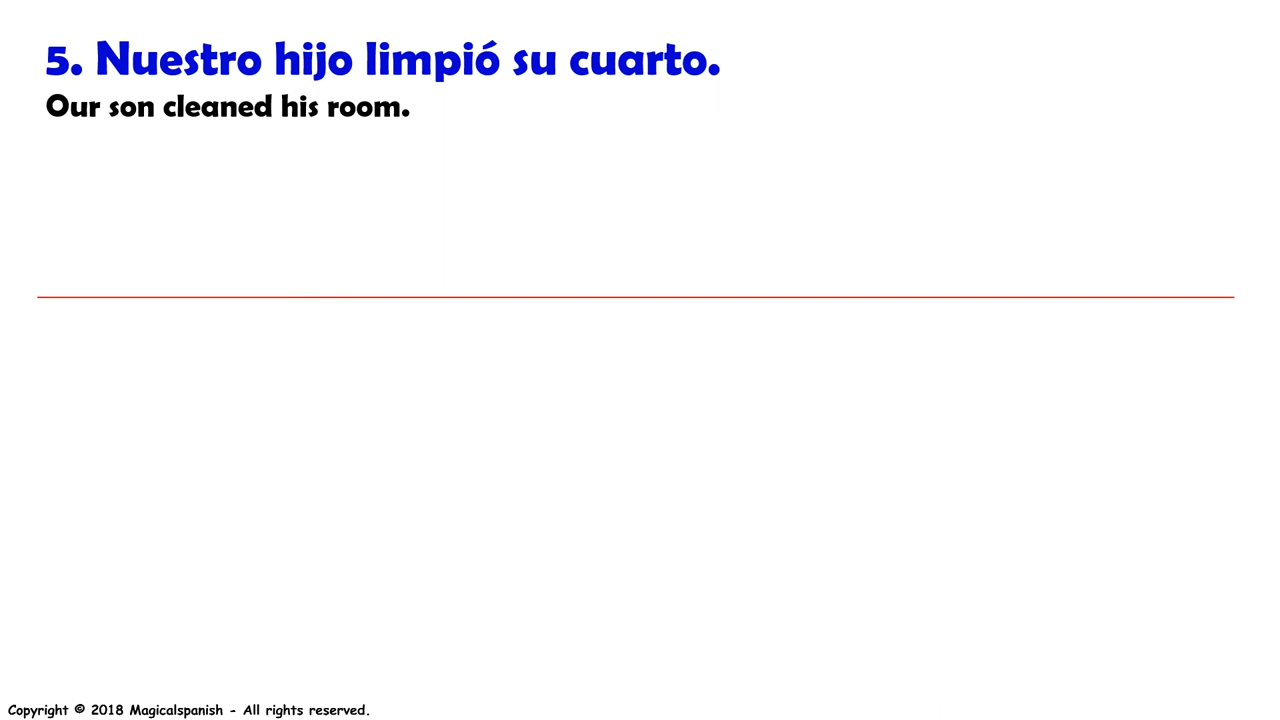 5. Nuestro hijo limpió su cuarto.
Our son cleaned his room.
Copyright © 2018 Magicalspanish - All rights reserved.